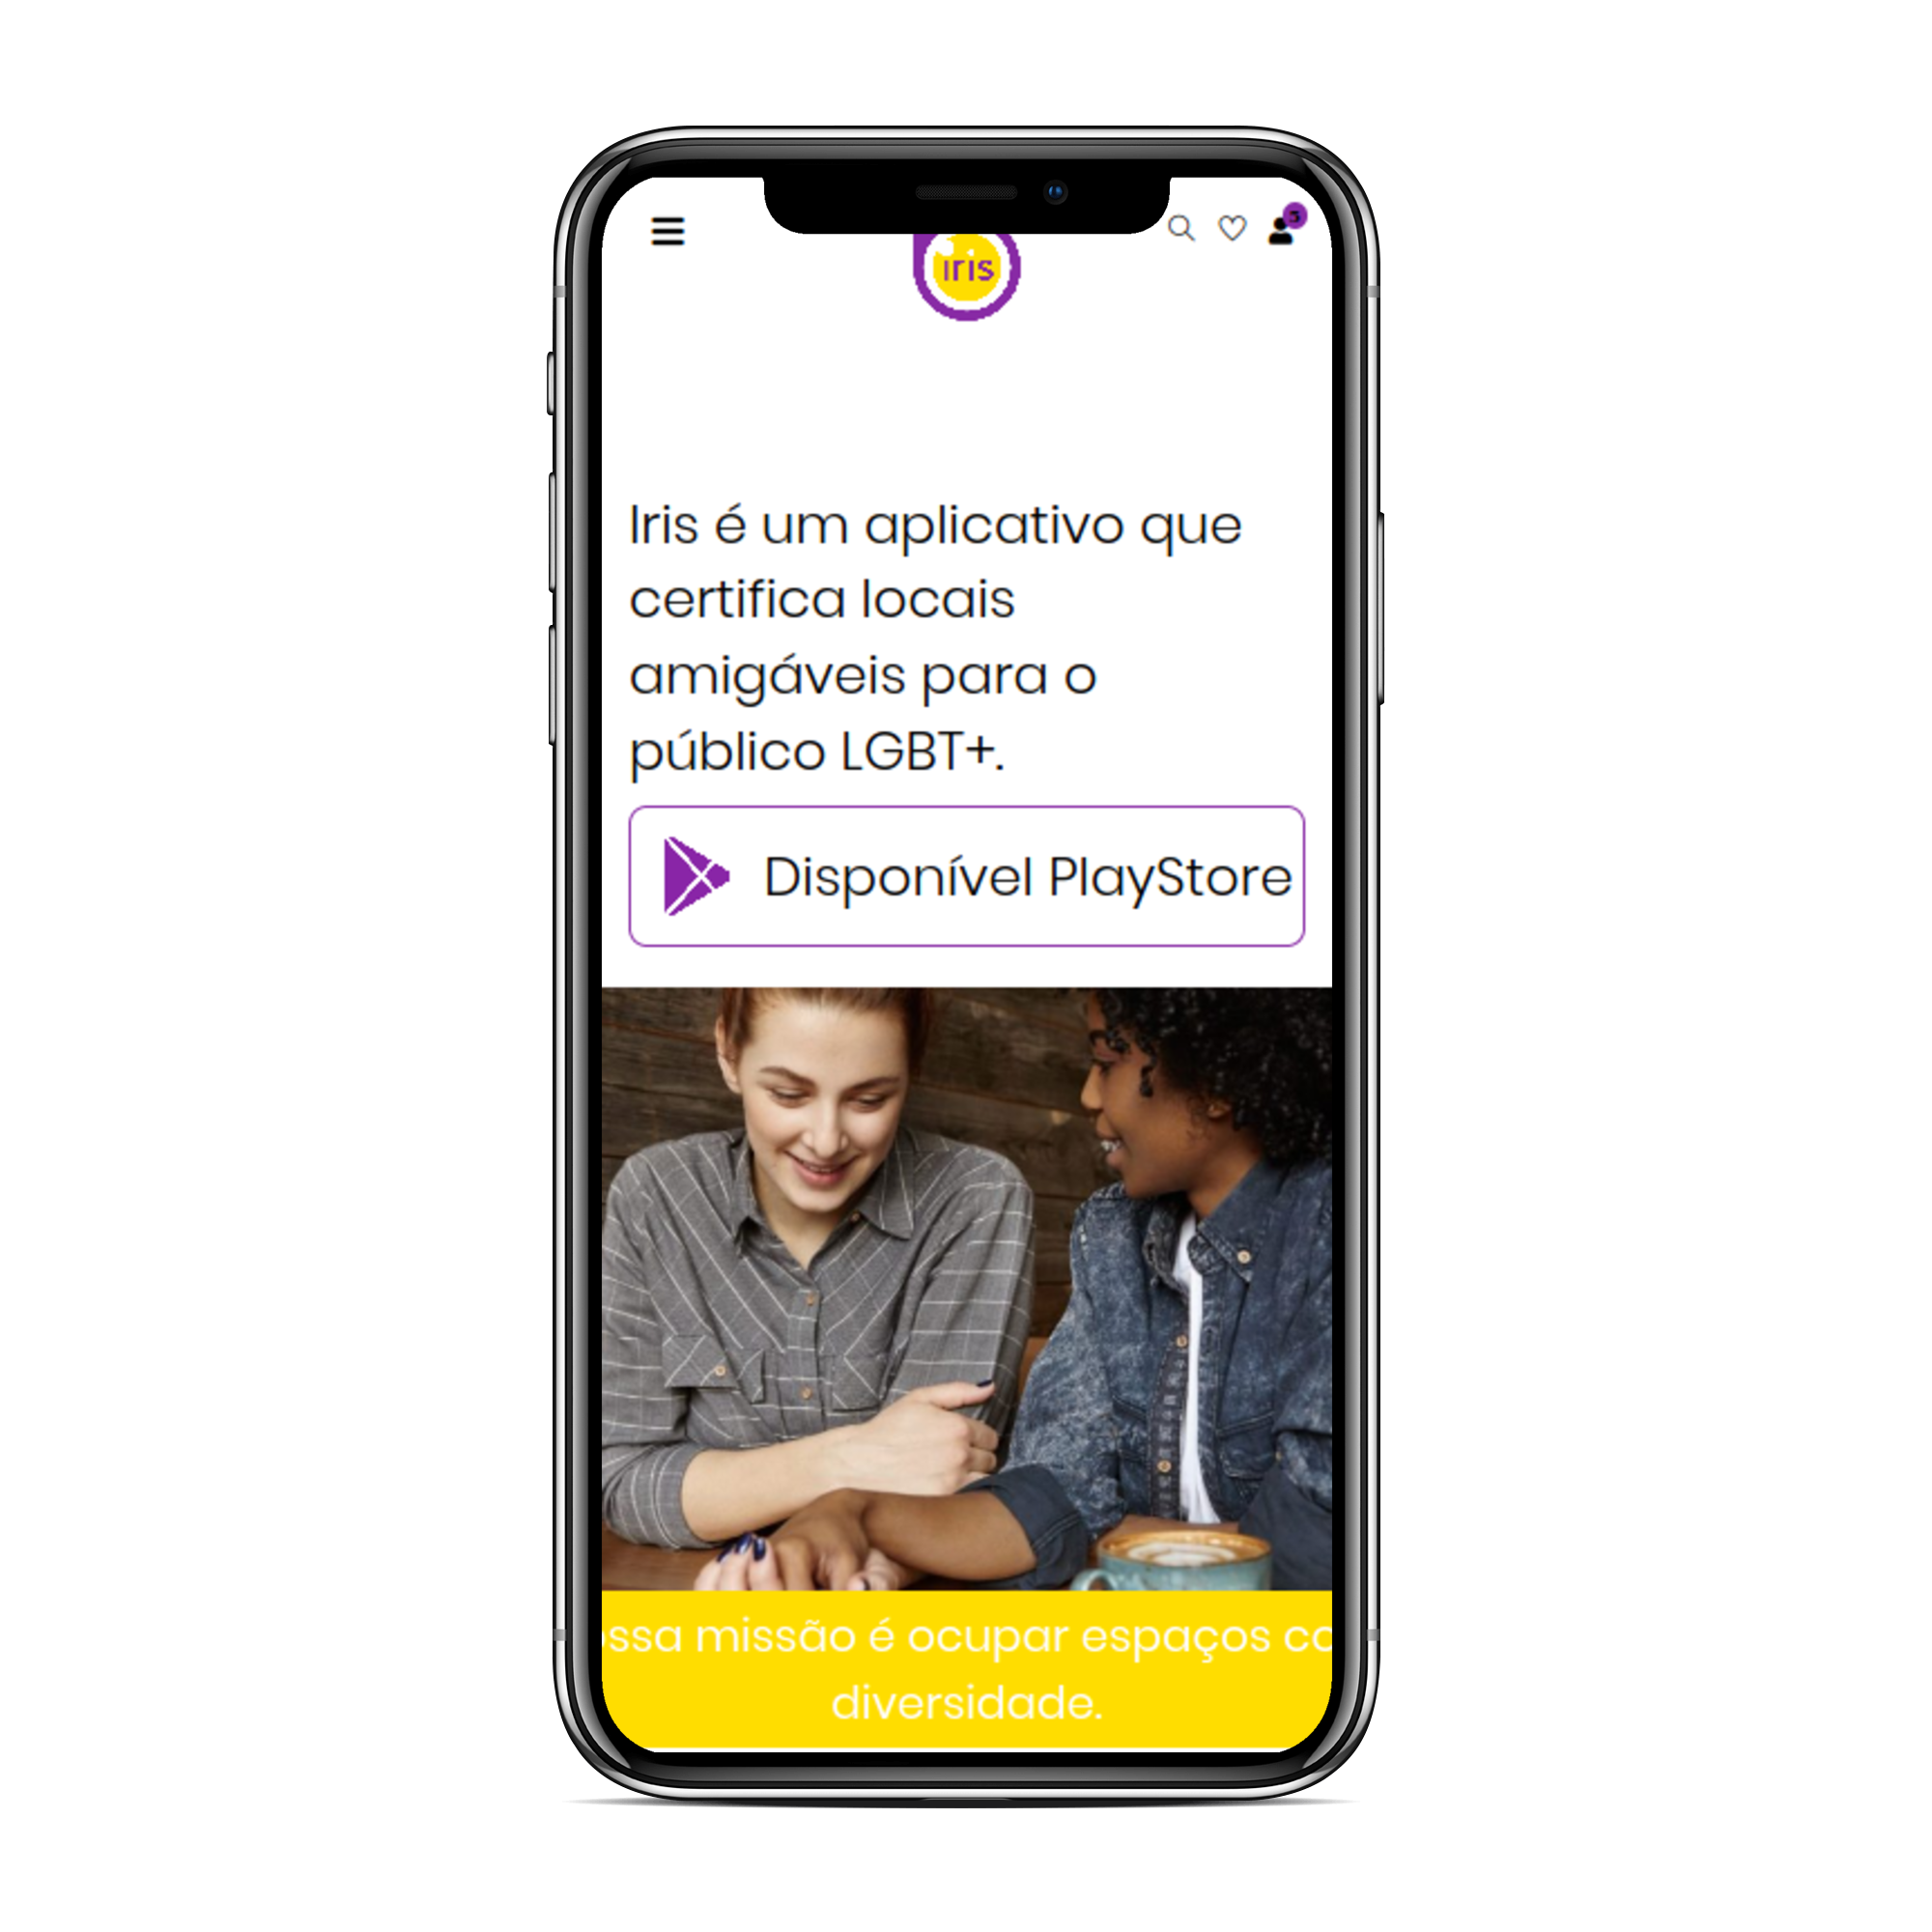 5
iris
Iris é um aplicativo que
certifica locais
amigáveis para o
público LGBT+.
Disponível PlayStore
ssa missão é ocupar espaços co
diversidade.